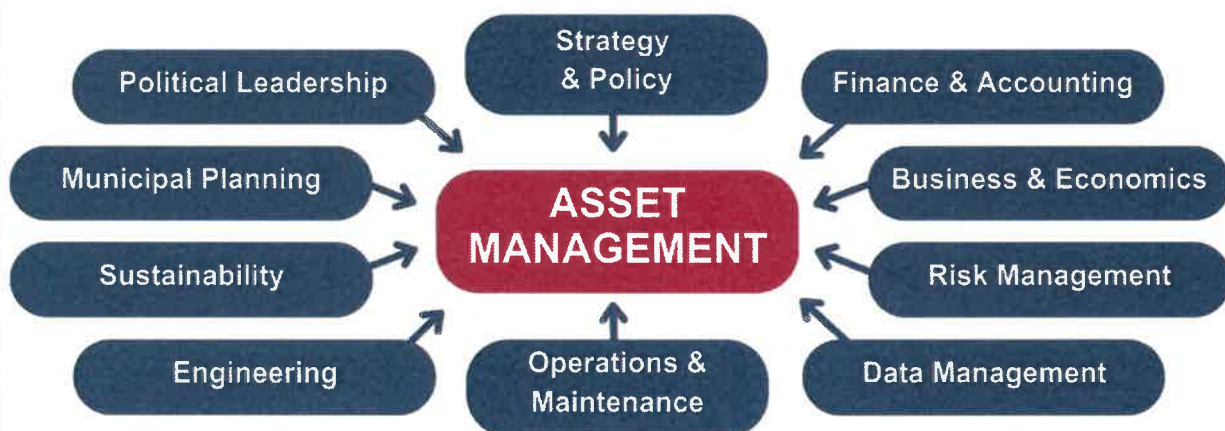 Strategy
& Policy
Political Leadership
Finance & Accounting
Municipal Planning
Business & Economics
ASSET
MANAGEMENT
Sustainability
Risk Management
Engineering
Operations &
Maintenance
Data Management